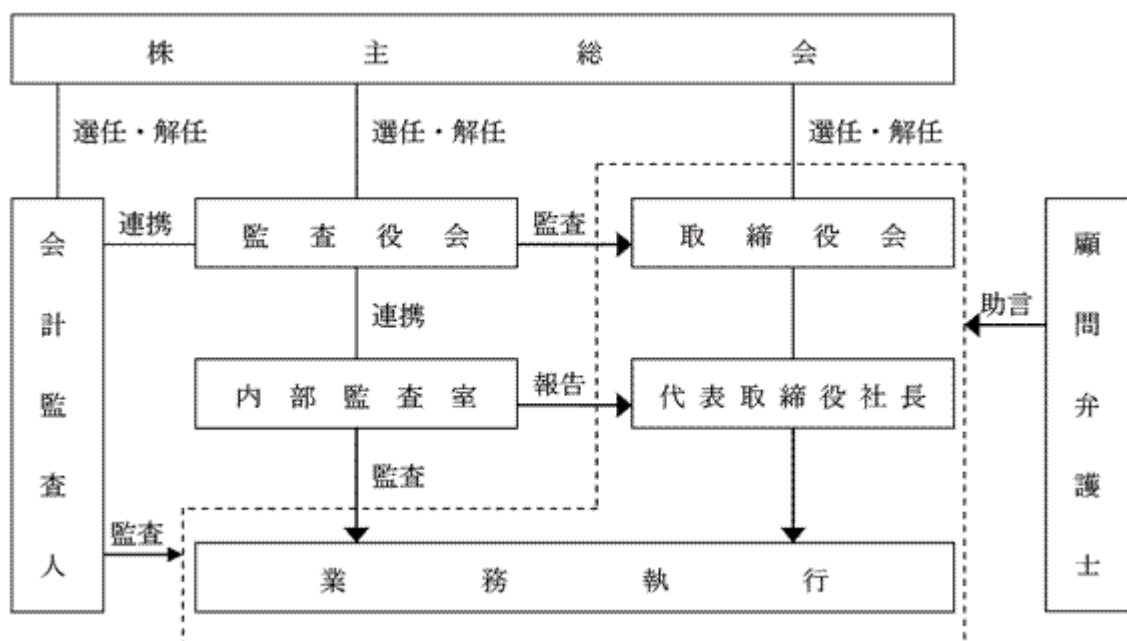 株主総会
選任・解任
選任・解任
選任・解任
会計監査人
連携
監査役会
監査
取締役会
顧問弁護士
助言
連携
内部監査室
報告
代表取締役社長
監査
監査
業務執行